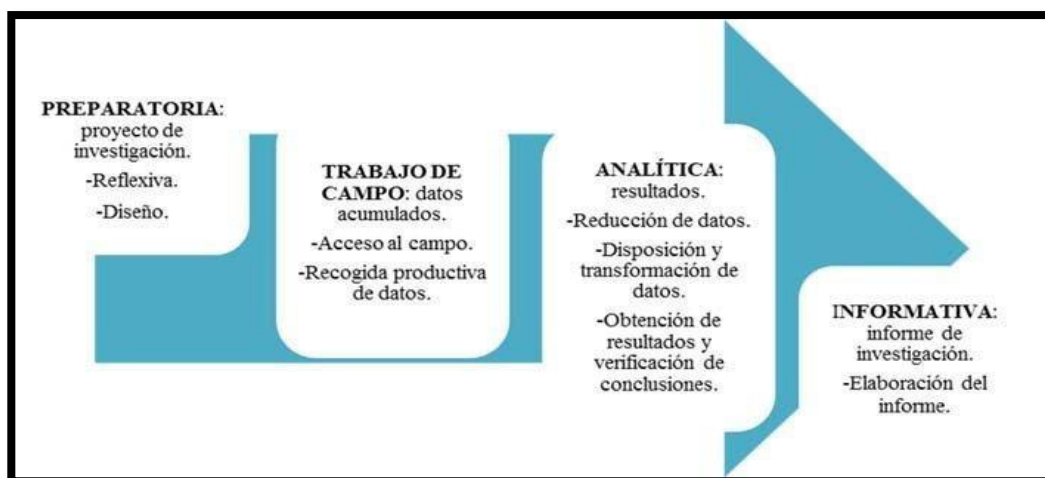 PREPARATORIA:
proyecto de
investigación.
-Reflexiva.
-Diseño.
TRABAJO DE
CAMPO: datos
acumulados.
-Acceso al campo.
-Recogida productiva
de datos.
ANALÍTICA:
resultados.
-Reducción de datos.
-Disposición y
transformación de
datos.
-Obtención de
resultados y
verificación de
conclusiones.
INFORMATIVA:
informe de
investigación.
-Elaboración del
informe.